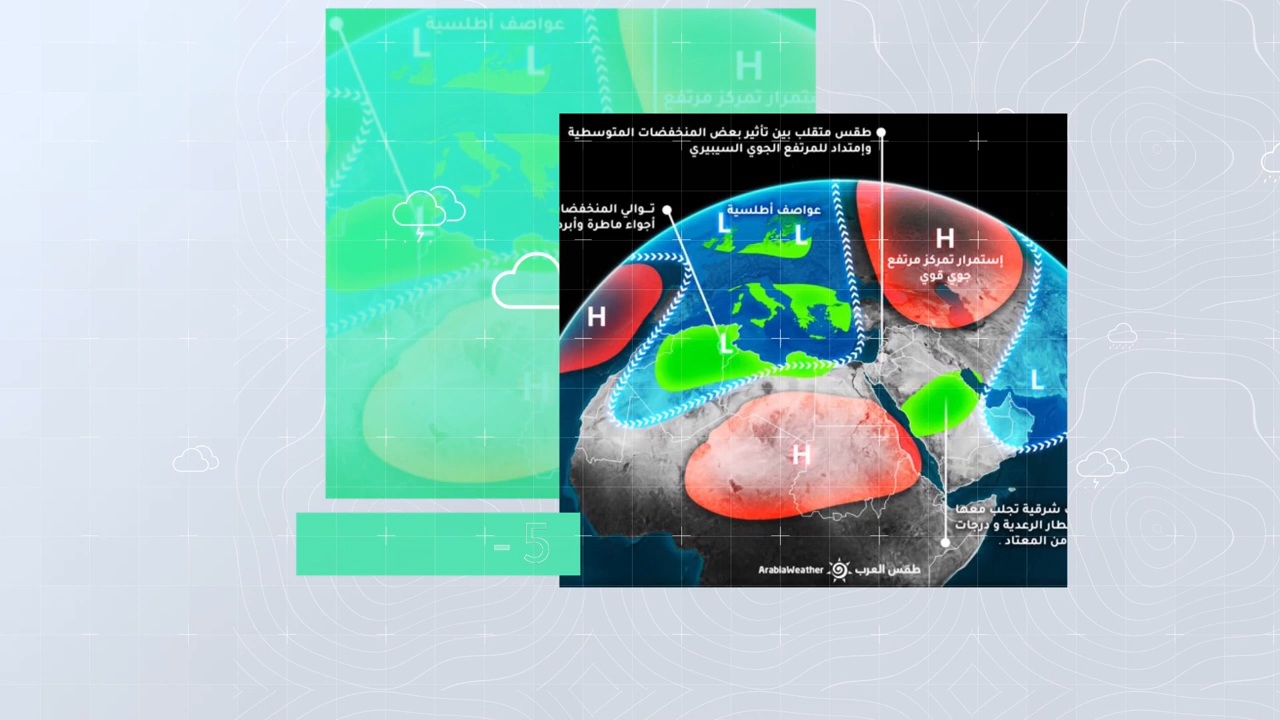 عواصف أطلسية
L
L
H
إستمرار تمركز مرتفع
طقس متقلب بين تأثير بعض المنخفضات المتوسطية
وإمتداد للمرتفع الجوي السيبيري
تـوالي المنخفضا
أجواء ماطرة وأبر
عواصف أطلسية
L
L
H
إستمرار تمركز مرتفع
جوي قوي
H
L
L
L
H
H
شرقية تجلب معها
طار الرعدية و درجات
من المعتاد .
ArabiaWeather طقس العرب
-5